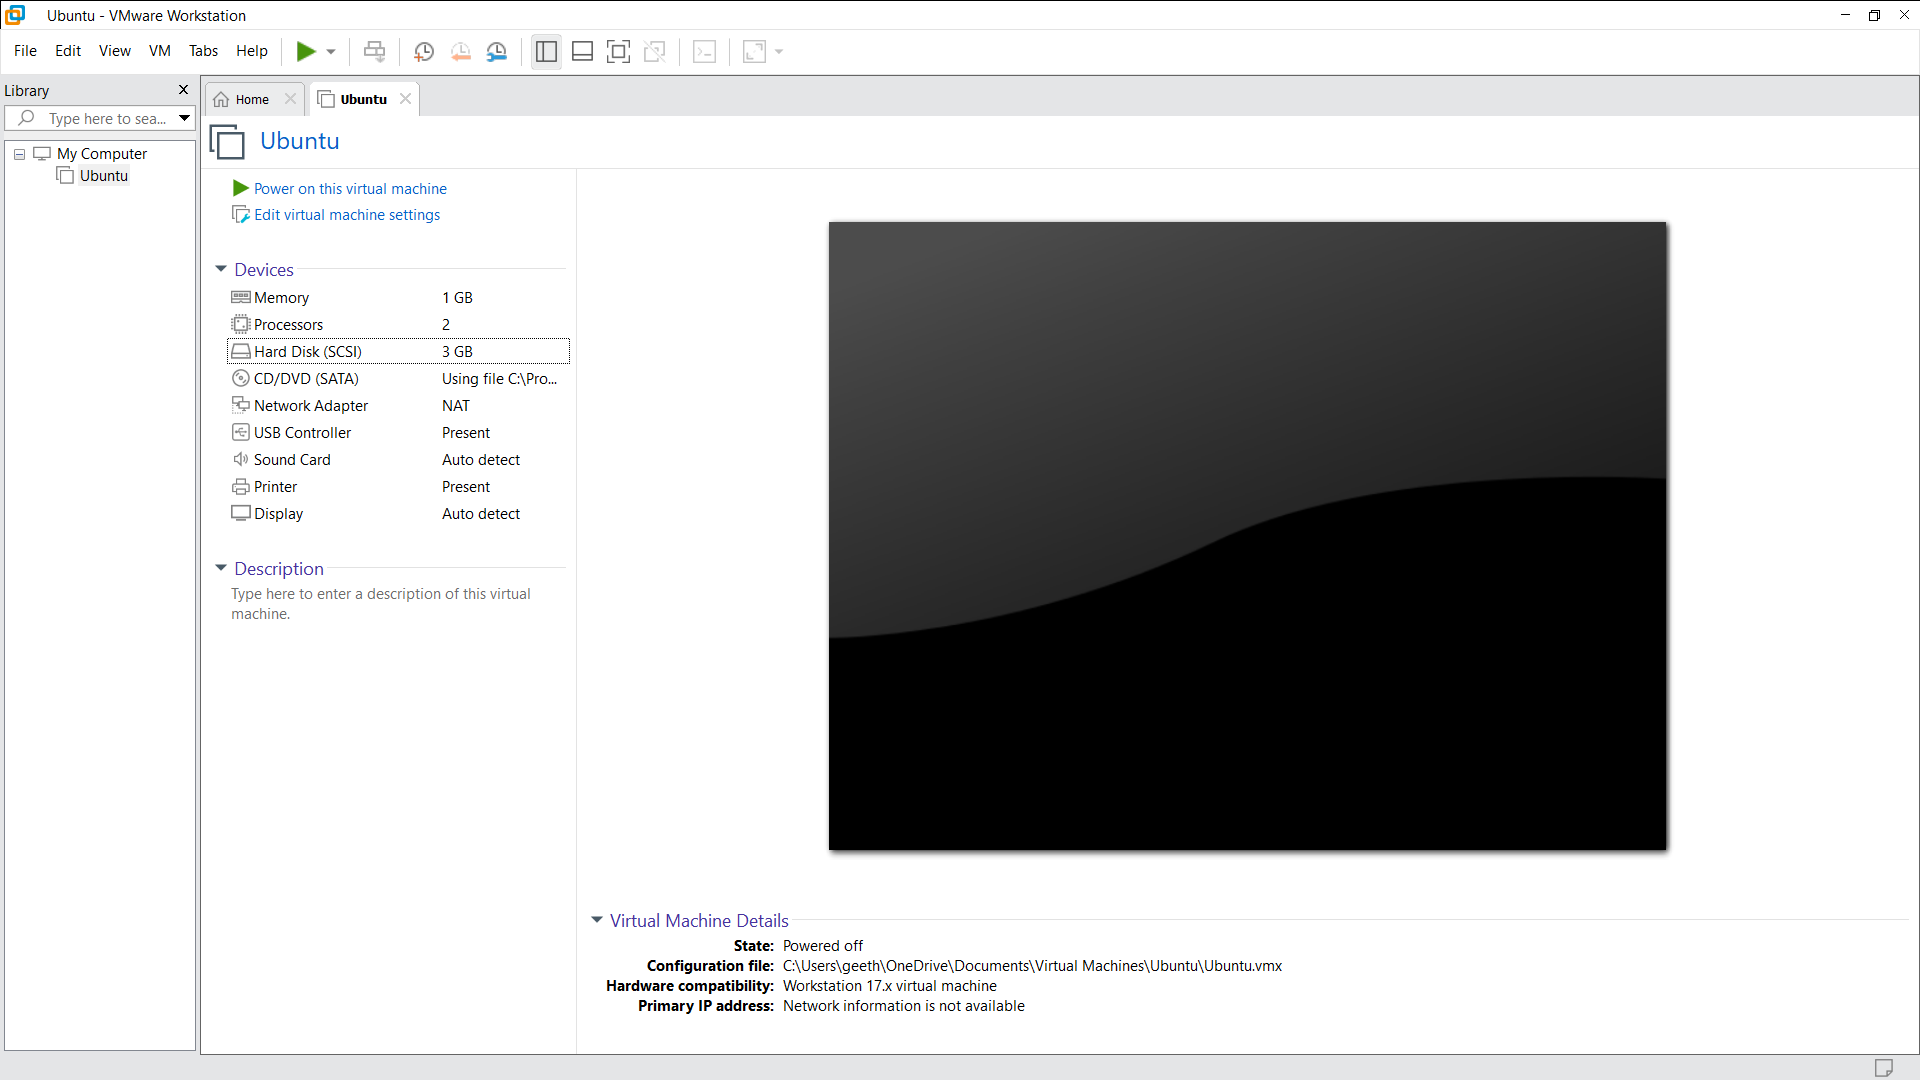 Ubuntu - VMware Workstation
File Edit View VM Tabs Help
Library
Home
Ubuntu
Type here to sea...
Ubuntu
My Computer
Ubuntu
Power on this virtual machine
Edit virtual machine settings
Devices
Memory 1 GB
Processors 2
Hard Disk (SCSI) 3 GB
CD/DVD (SATA) Using file C:\Pro...
Network Adapter NAT
USB Controller Present
Sound Card Auto detect
Printer Present
Display Auto detect
Description
Type here to enter a description of this virtual
machine.
Virtual Machine Details
State: Powered off
Configuration file: C:\Users\geeth\OneDrive\Documents\Virtual Machines\Ubuntu\Ubuntu.vmx
Hardware compatibility: Workstation 17.x virtual machine
Primary IP address: Network information is not available